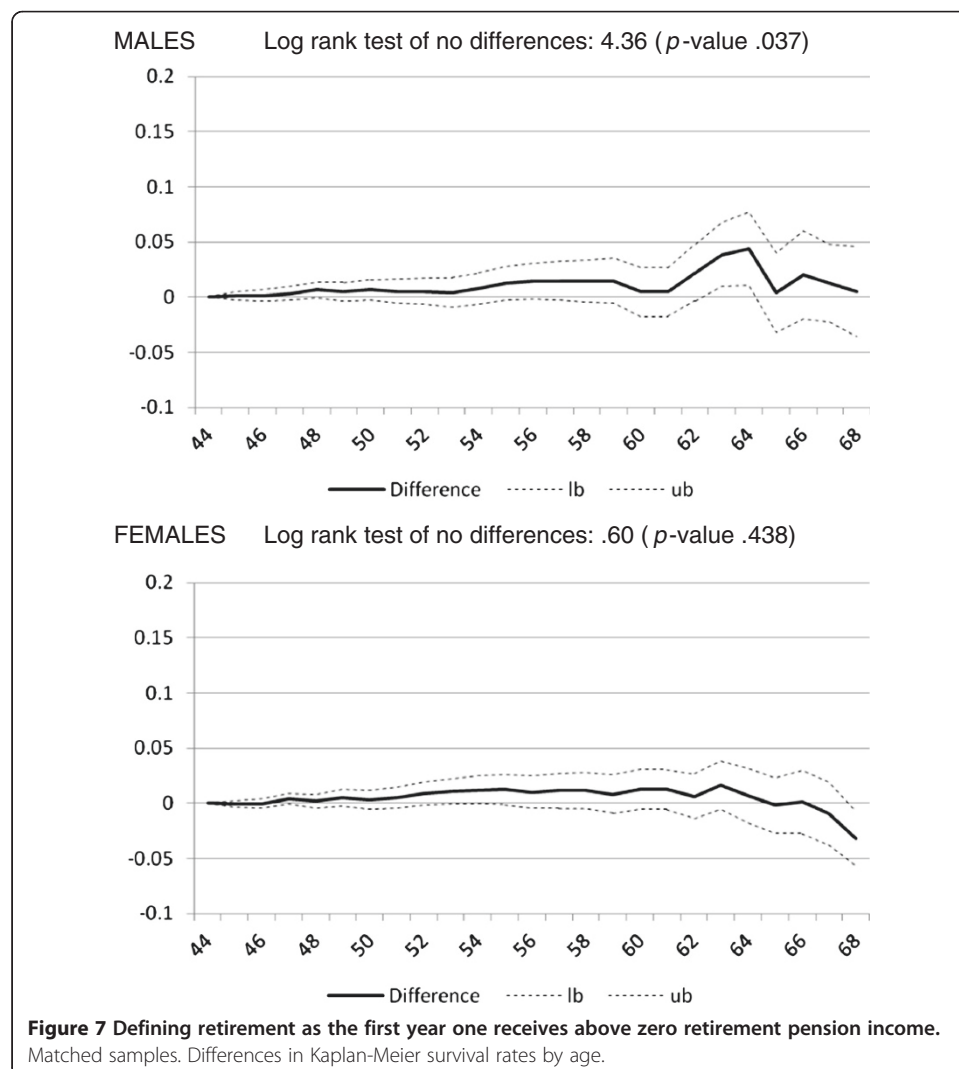 MALES Log rank test of no differences: 4.36 (p-value .037)
0.2
0.15
0.1
0.05
0
-0.05
-0.1
44 46 48 50 52 54 56 58 60 62 64 66 68
Difference lb ub
FEMALES Log rank test of no differences: .60 (p-value .438)
0.2
0.15
0.1
0.05
0
-0.05
-0.1
44 46 48 50 52 54 56 58 60 62 64 66 68
Difference lb ub
Figure 7 Defining retirement as the first year one receives above zero retirement pension income.
Matched samples. Differences in Kaplan-Meier survival rates by age.